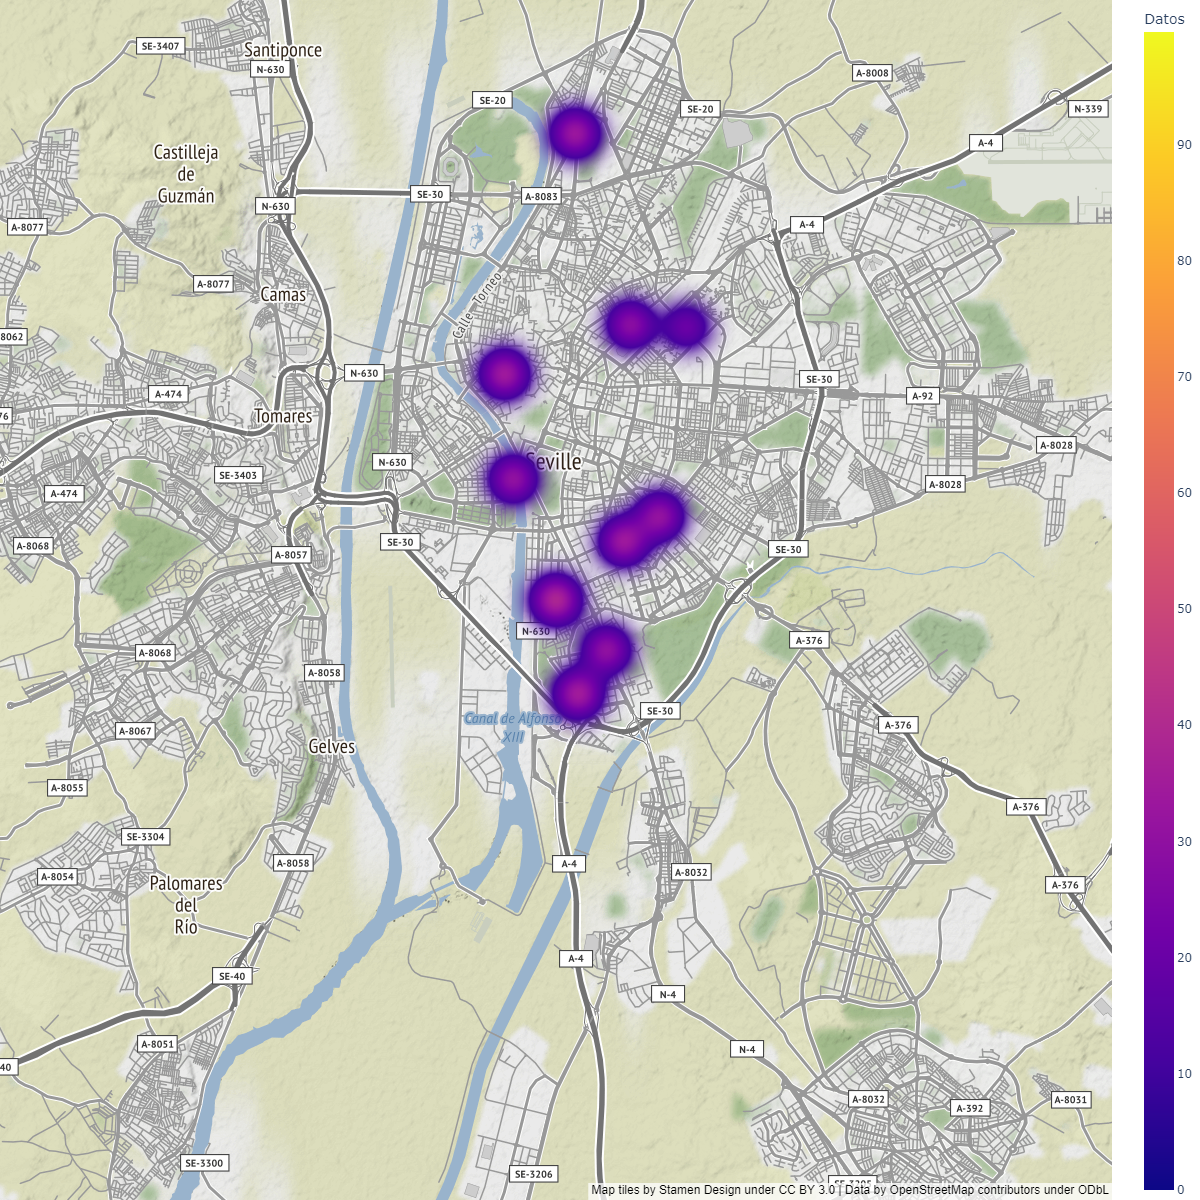 Datos
SE-3407
Santiponce
N-630
A-8008
SE-20
SE-20
N-339
A-4
Castilleja
de
Guzmán
SE-30
A-8083
N-630
A-8077
A-4
A-8077
Camas
Calle Torneo
8062
N-630
SE-30
A-474
A-92
76
Tomares
A-8028
N-630
Seville
SE-3403
A-8028
A-474
SE-30
A-8068
SE-30
A-8057
N-630
A-376
A-8068
A-8058
SE-30
Canal de Alfonso
XIII
A-376
A-8067
Gelves
A-8055
A-376
SE-3304
A-8058
A-4
A-8032
A-8054
Palomares
del
Río
A-376
A-4
SE-40
N-4
A-8051
N-4
40
A-8032
A-392
A-8031
SE-3300
SE-3206
SE-3205
90
80
70
60
50
40
30
20
10
0
Map tiles by Stamen Design under CC BY 3.0 | Data by OpenStreetMap contributors under ODbL